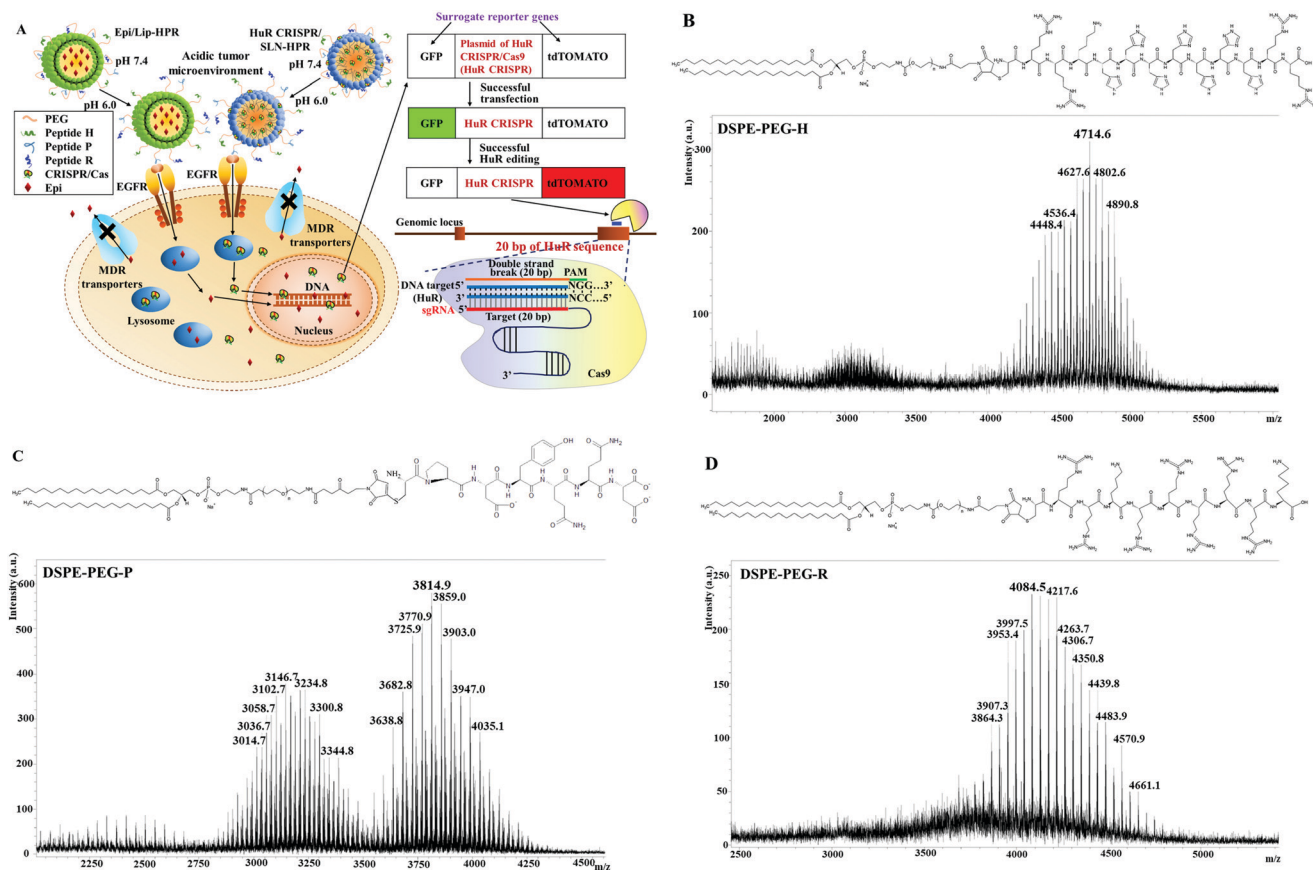 A
Epi/Lip-HPR
pH 7.4
pH 6.0
Acidic tumor
microenvironment
HuR CRISPR/
SLN-HPR
pH 7.4
pH 6.0
PEG
Peptide H
Peptide P
Peptide R
CRISPR/Cas
Epi
EGFR
EGFR
MDR
transporters
MDR
transporters
Lysosome
DNA
Nucleus
Surrogate reporter genes
GFP
Plasmid of HuR
CRISPR/Cas9
(HuR CRISPR)
tdTOMATO
Successful
transfection
GFP
HuR CRISPR
tdTOMATO
Successful
HuR editing
GFP
HuR CRISPR
tdTOMATO
Genomic locus
20 bp of HuR sequence
Double strand
break (20 bp)
PAM
DNA target 5’
NGG...3’
(HuR)
3’
NCC...5’
sgRNA
5’
Target (20 bp)
3’
Cas9
B
DSPE-PEG-H
Intensity (a.u.)
300
200
100
0
4714.6
4627.6
4802.6
4536.4
4448.4
4890.8
2000
3000
4000
4500
5000
5500
m/z
C
DSPE-PEG-P
Intensity (a.u.)
600
500
400
300
200
100
0
3814.9
3859.0
3770.9
3725.9
3903.0
3682.8
3947.0
3638.8
4035.1
3146.7
3234.8
3102.7
3058.7
3300.8
3036.7
3014.7
3344.8
2250
2500
2750
3000
3250
3500
3750
4000
4250
4500
m/z
D
DSPE-PEG-R
Intensity (a.u.)
250
200
150
100
50
0
4084.5
4217.6
3997.5
3953.4
4263.7
4306.7
4350.8
4439.8
3907.3
3864.3
4483.9
4570.9
4661.1
2500
3000
3500
4000
4500
5000
m/z